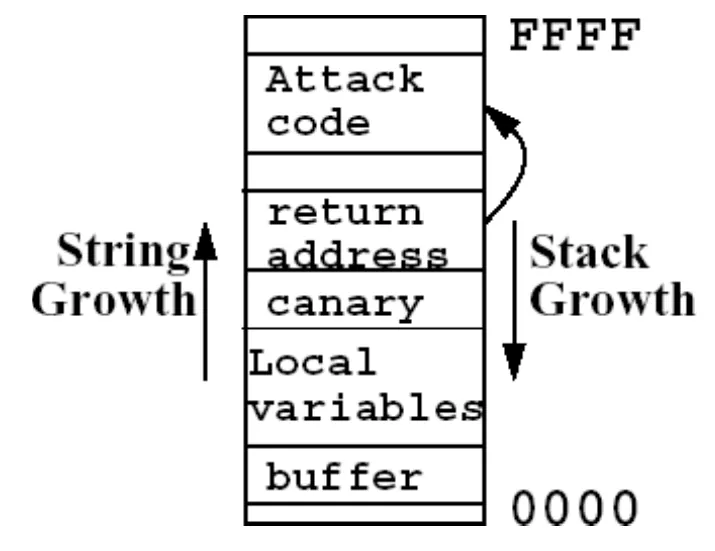 FFFF
Attack
code
return
address
String
Growth
Stack
Growth
canary
Local
variables
buffer
0000